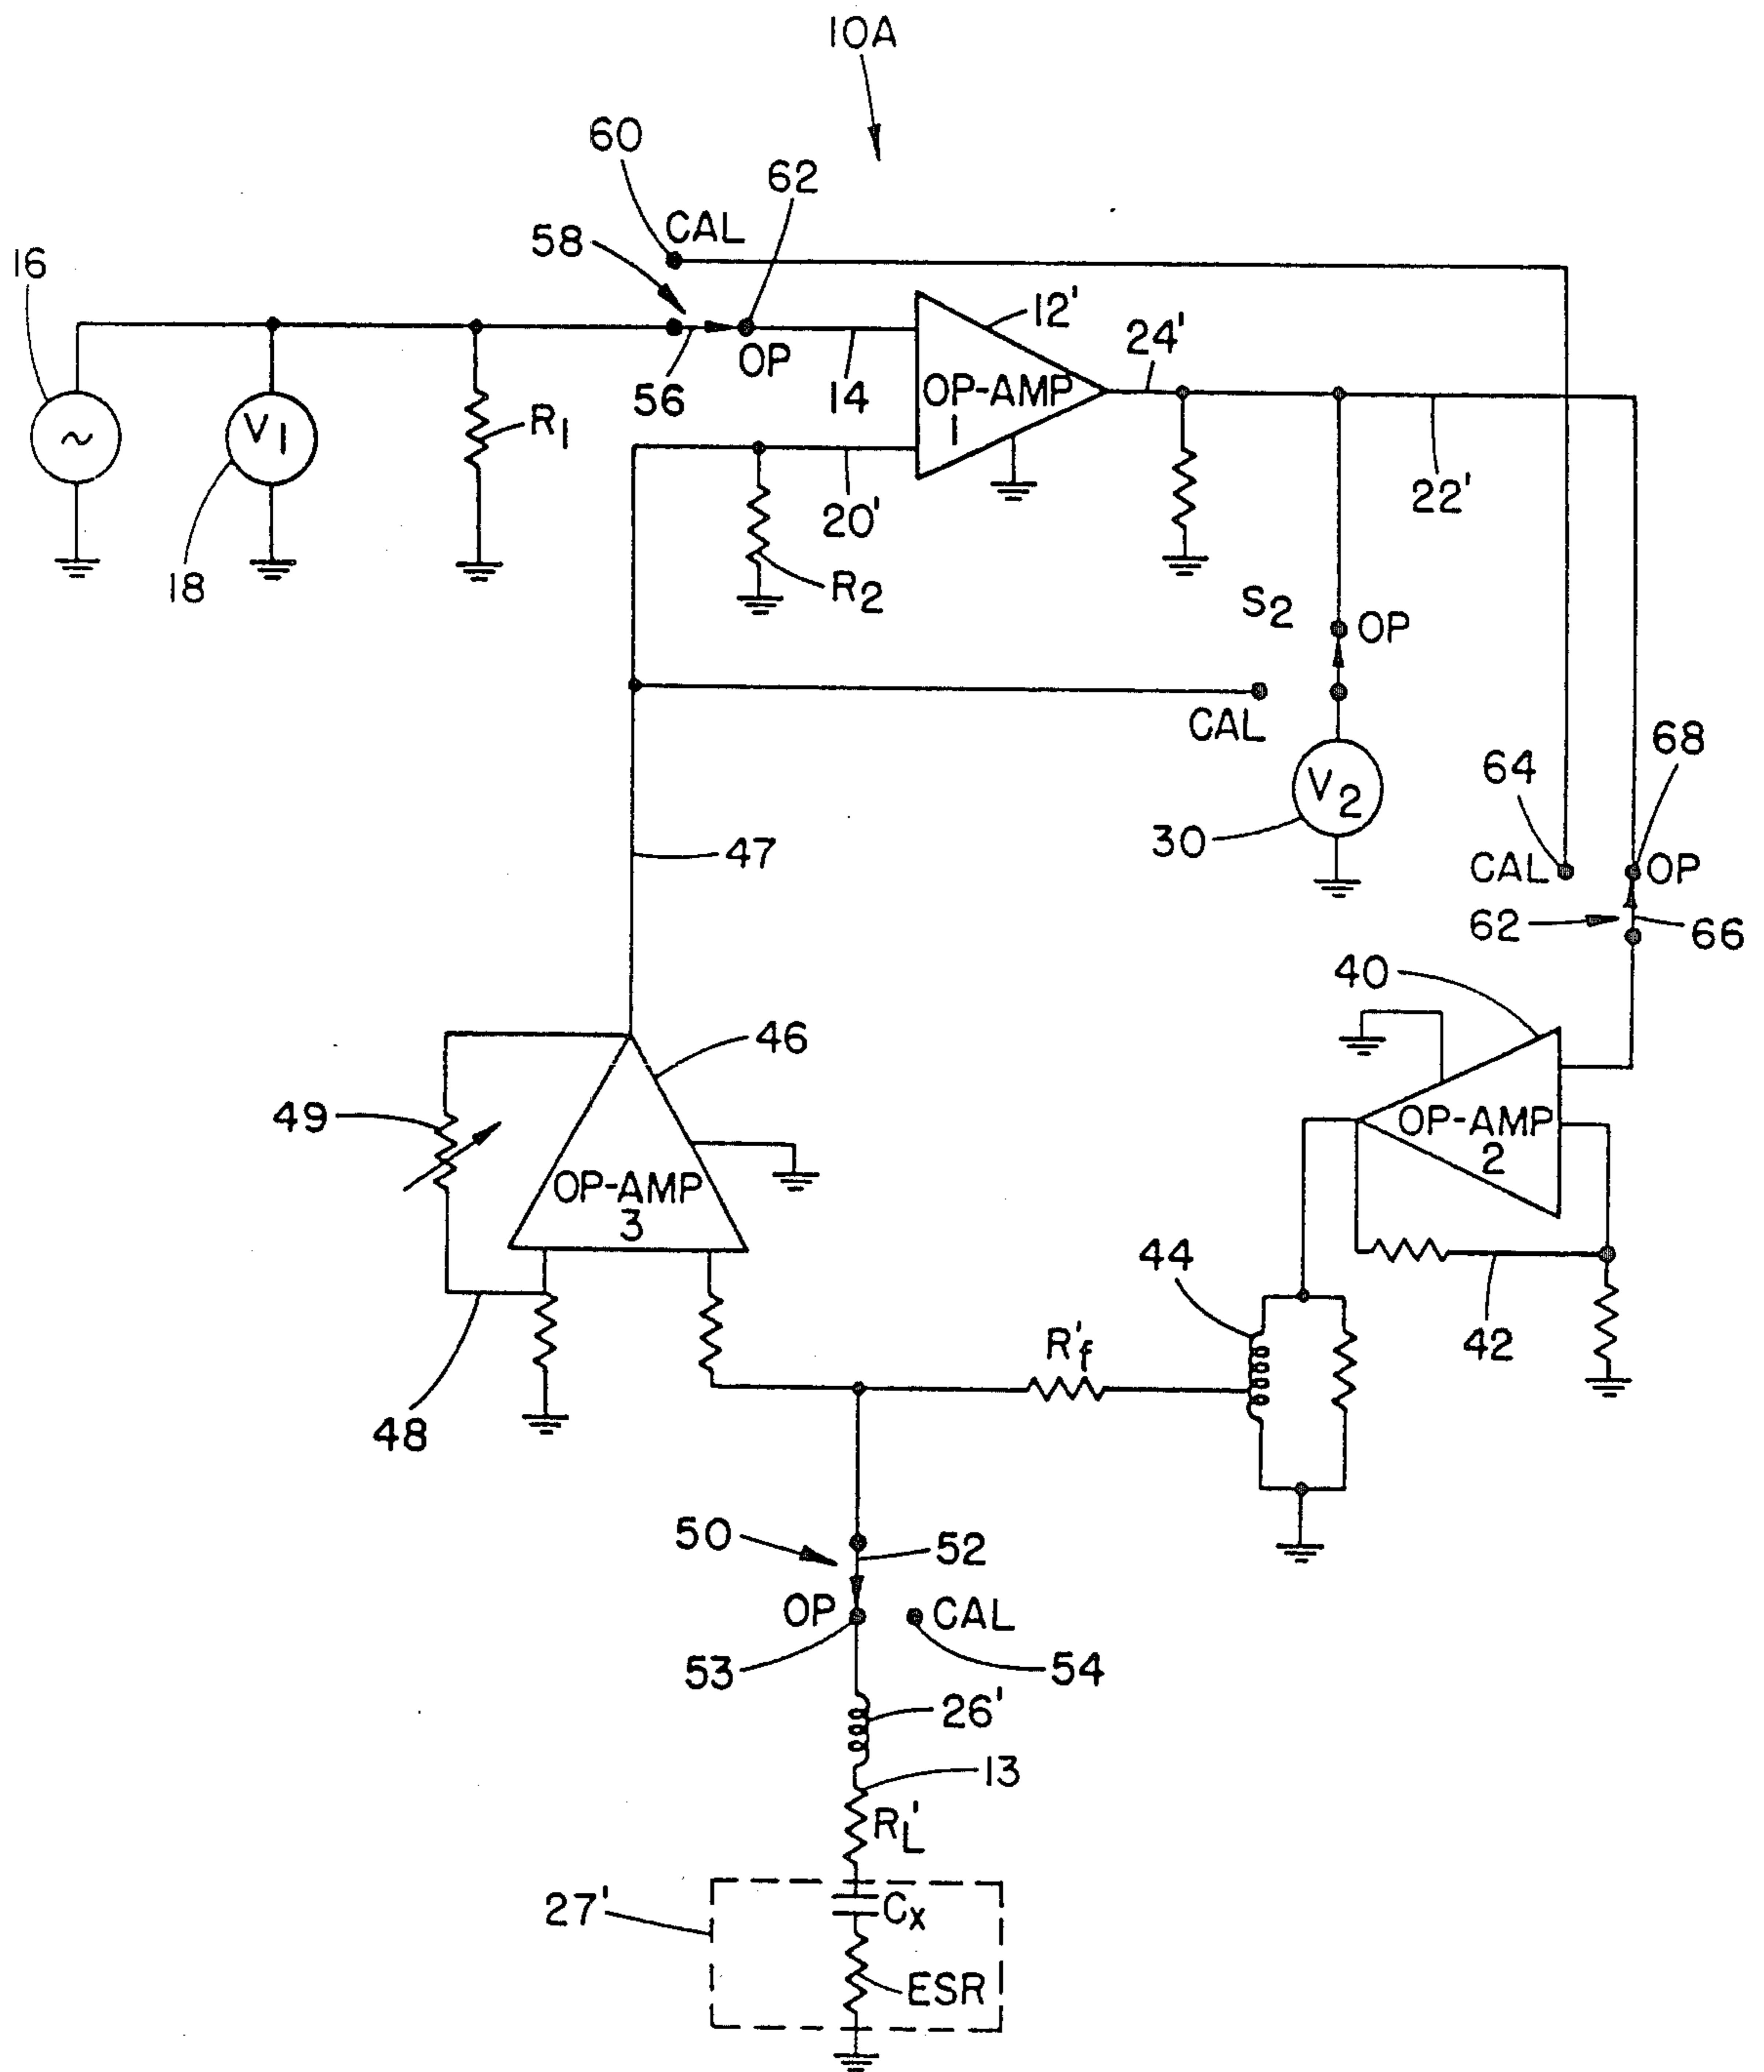 10A
60
62
CAL
58
16
12'
24'
V1
R1
OP
56
14
OP-AMP
1
20'
22'
18
R2
S2
OP
CAL
68
64
V2
30
47
CAL
OP
62
66
40
46
49
OP-AMP
2
OP-AMP
3
44
R'f
42
48
50
52
OP
CAL
53
54
26'
13
RL'
27'
Cx
ESR